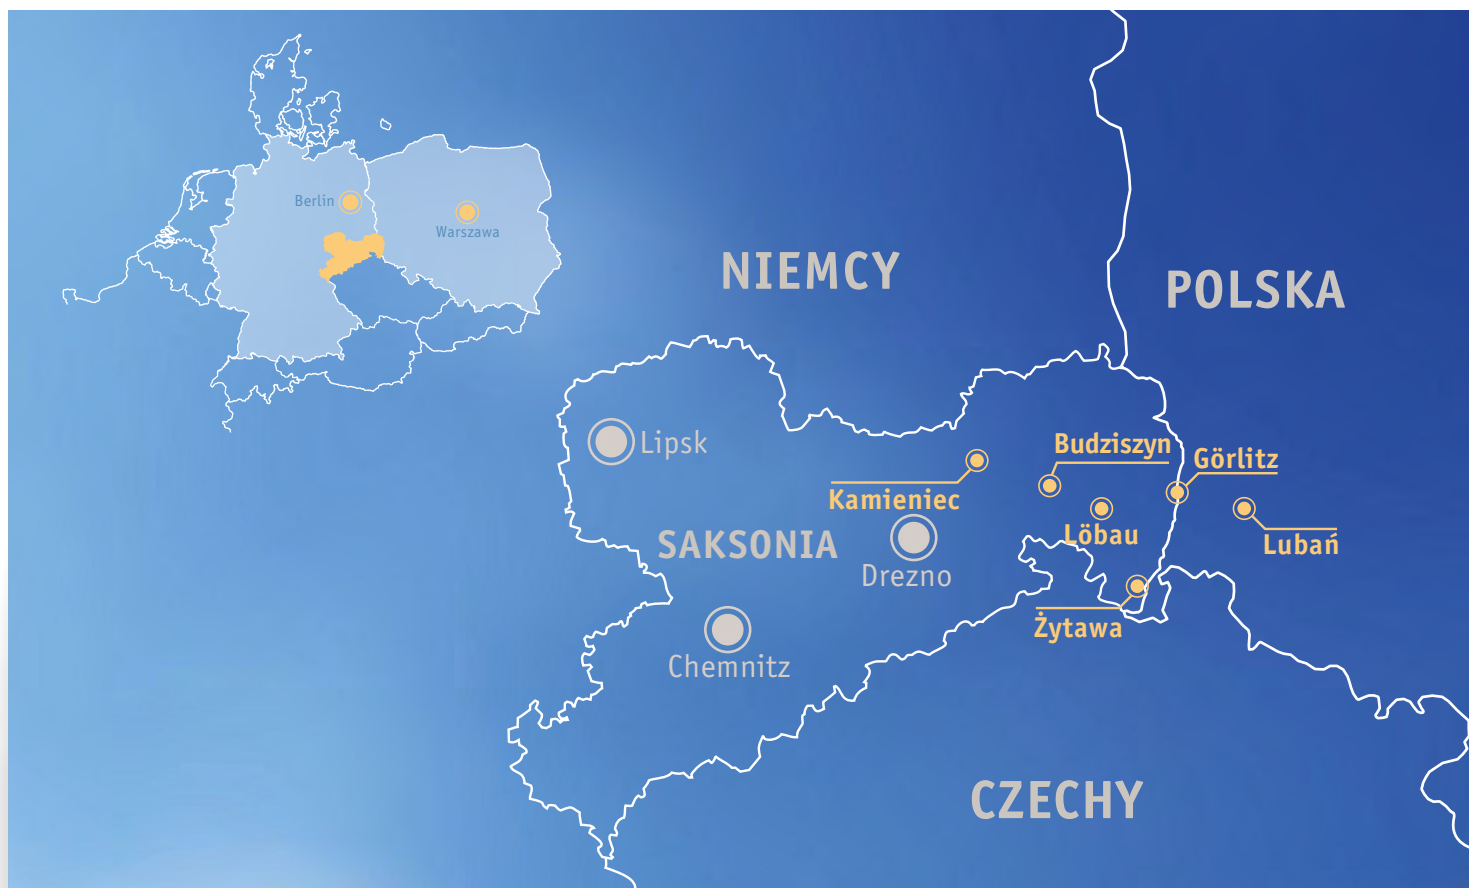 Berlin
Warszawa
NIEMCY
POLSKA
Lipsk
Budziszyn
Görlitz
Kamieniec
Löbau
Lubań
SAKSONIA
Drezno
Żytawa
Chemnitz
CZECHY